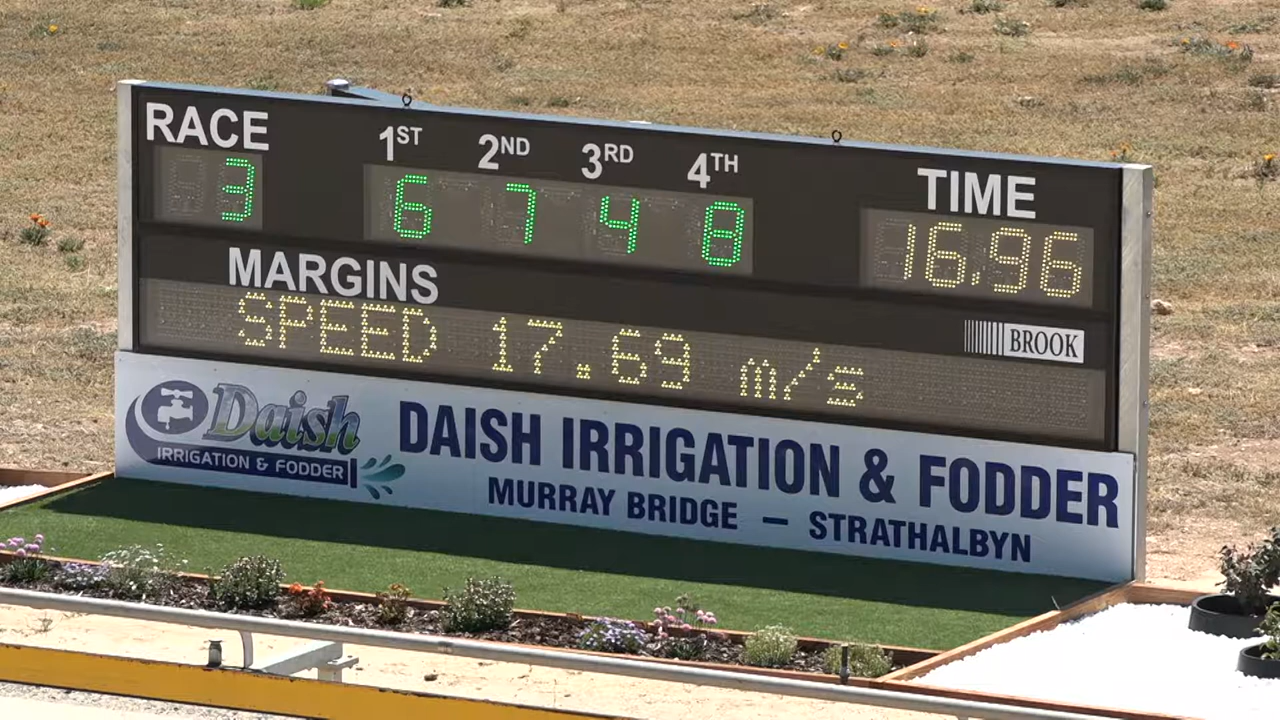 RACE 1ST 2ND 3RD 4TH TIME
3 6 7 4 8 16.96
MARGINS
SPEED 17.69 m/s
BROOK
Daish
IRRIGATION & FODDER
DAISH IRRIGATION & FODDER
MURRAY BRIDGE — STRATHALBYN